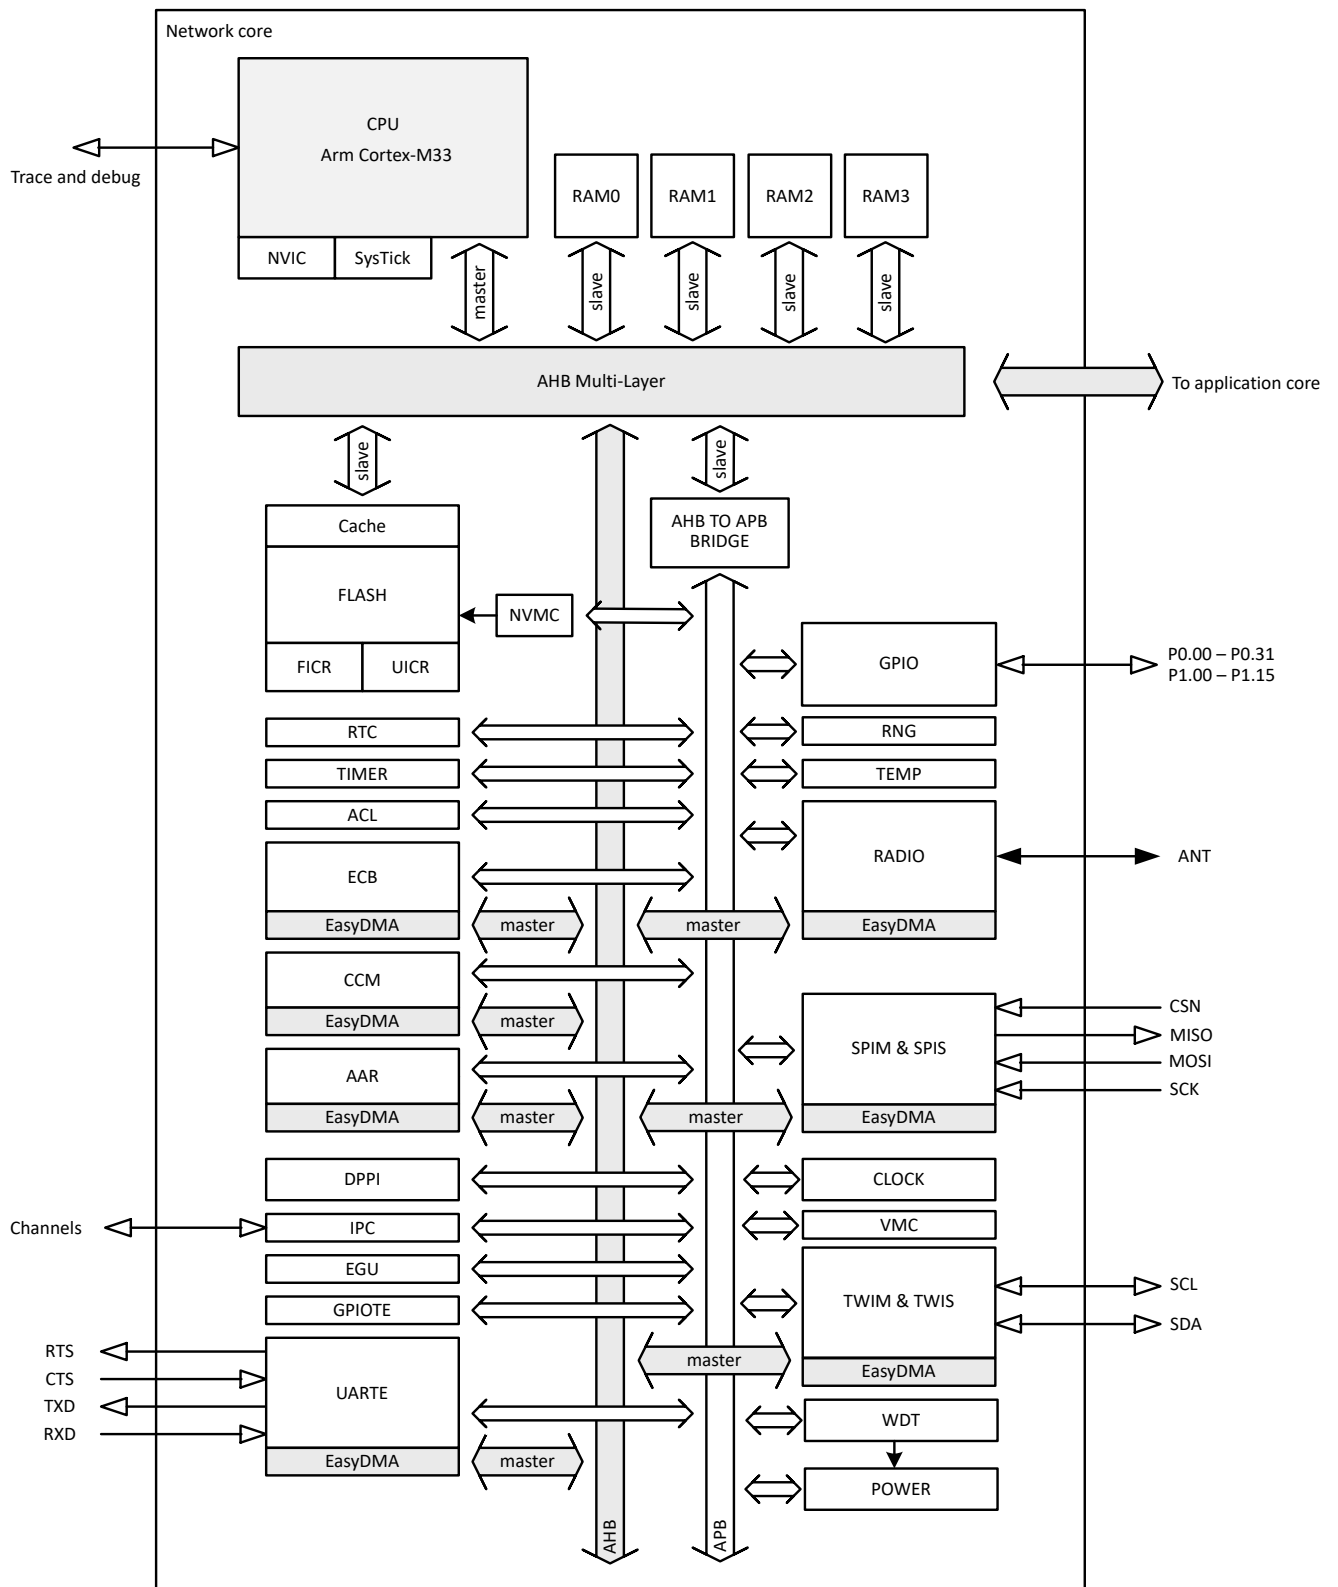 Network core
CPU
Arm Cortex-M33
Trace and debug
NVIC
SysTick
master
RAM0
RAM1
RAM2
RAM3
slave
slave
slave
slave
AHB Multi-Layer
To application core
slave
slave
Cache
FLASH
FICR
UICR
NVMC
AHB TO APB
BRIDGE
GPIO
P0.00 – P0.31
P1.00 – P1.15
RTC
RNG
TIMER
TEMP
ACL
ECB
EasyDMA
master
master
RADIO
EasyDMA
ANT
CCM
EasyDMA
master
SPIM & SPIS
EasyDMA
CSN
MISO
MOSI
SCK
AAR
EasyDMA
master
master
DPPI
CLOCK
Channels
IPC
VMC
EGU
GPIOTE
TWIM & TWIS
EasyDMA
SCL
SDA
master
RTS
CTS
TXD
RXD
UARTE
EasyDMA
master
WDT
POWER
AHB
APB